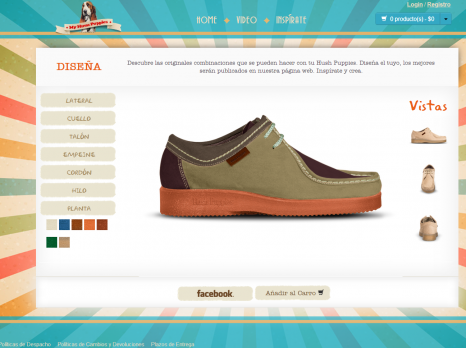 Login / Registro
My Hush Puppies
HOME ✦ VIDEO ✦ INSPÍRATE
0 producto(s) - $0
DISEÑA
Descubre las originales combinaciones que se pueden hacer con tu Hush Puppies. Diseña el tuyo, los mejores
serán publicados en nuestra página web. Inspírate y crea.
LATERAL
CUELLO
TALÓN
EMPEINE
CORDÓN
HILO
PLANTA
Vistas
facebook.
Añadir al Carro
Políticas de Despacho Políticas de Cambios y Devoluciones Plazos de Entrega